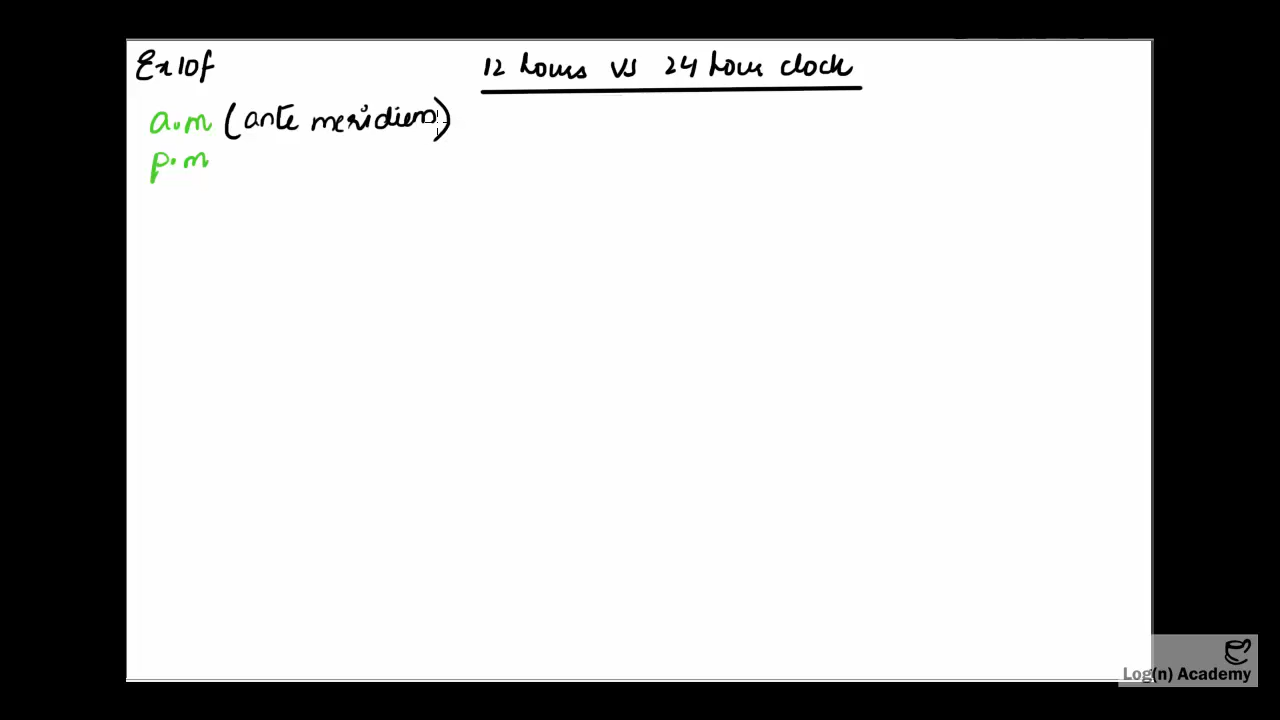 Ex 10f
12 hours vs 24 hour clock
a.m (ante meridiem)
p.m
Log(n) Academy